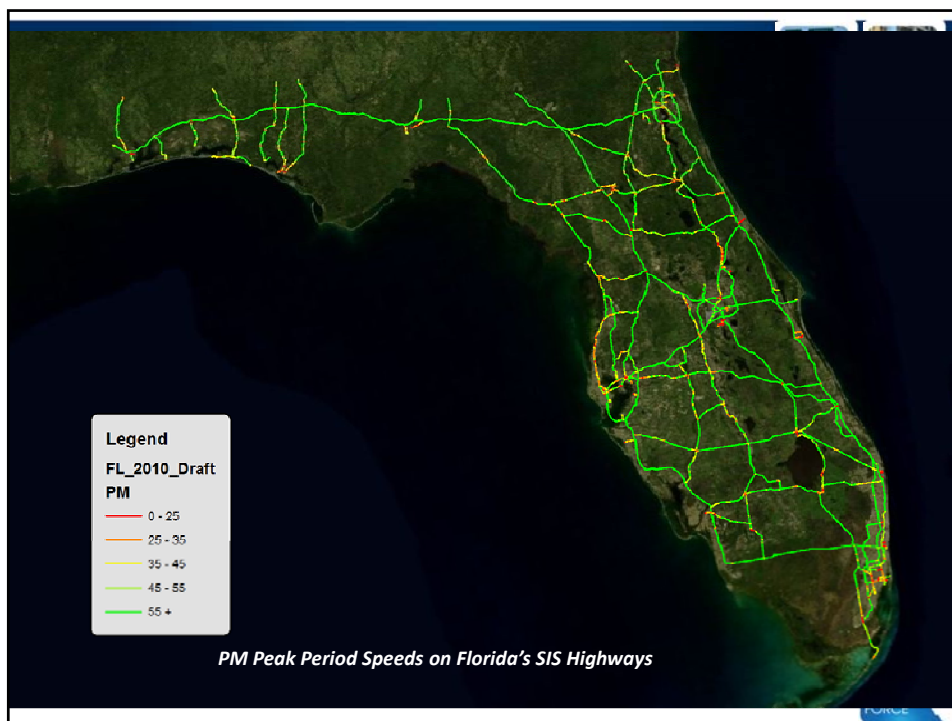 Legend
FL_2010_Draft
PM
0 - 25
25 - 35
35 - 45
45 - 55
55 +
PM Peak Period Speeds on Florida's SIS Highways
FORCE